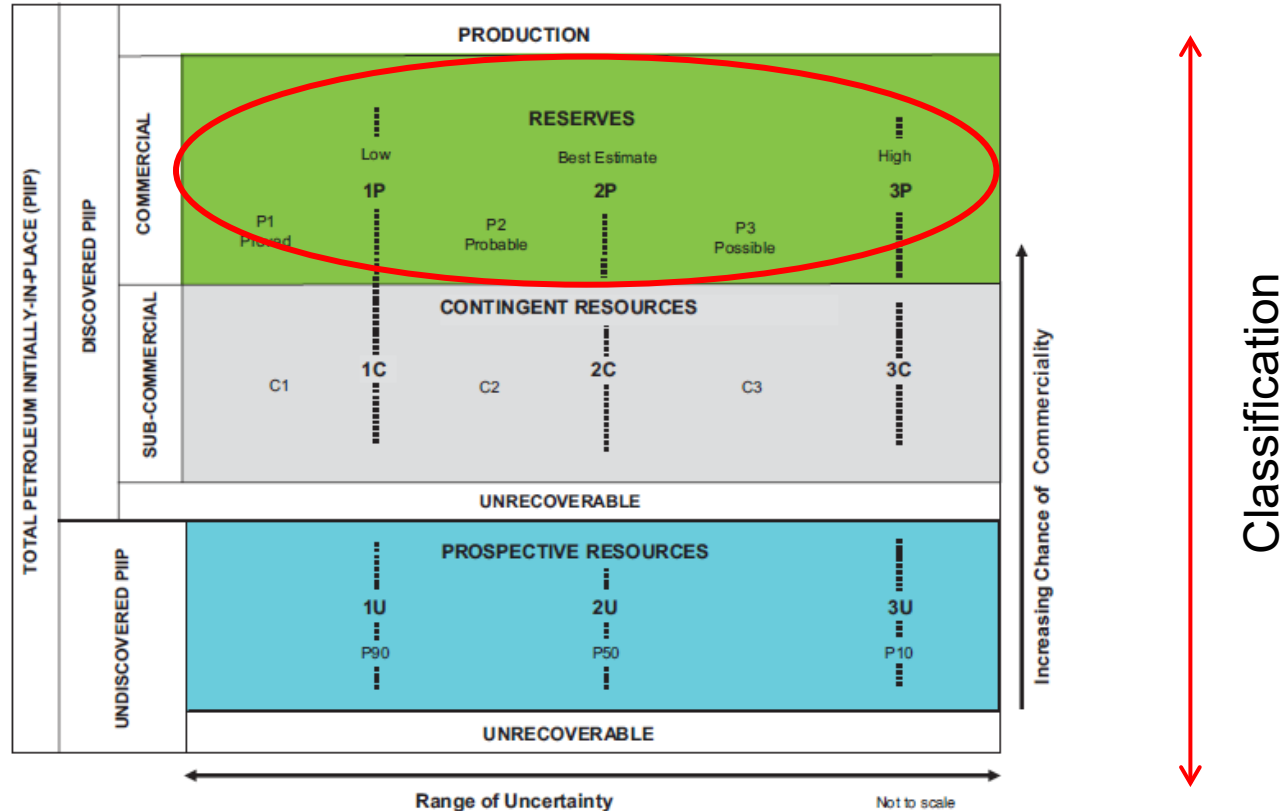 PRODUCTION
RESERVES
Low
Best Estimate
High
1P
2P
3P
P1
Proved
P2
Probable
P3
Possible
CONTINGENT RESOURCES
1C
2C
3C
C1
C2
C3
UNRECOVERABLE
PROSPECTIVE RESOURCES
1U
2U
3U
P90
P50
P10
UNRECOVERABLE
TOTAL PETROLEUM INITIALLY-IN-PLACE (PIIP)
DISCOVERED PIIP
UNDISCOVERED PIIP
COMMERCIAL
SUB-COMMERCIAL
Increasing Chance of Commerciality
Classification
Range of Uncertainty
Not to scale